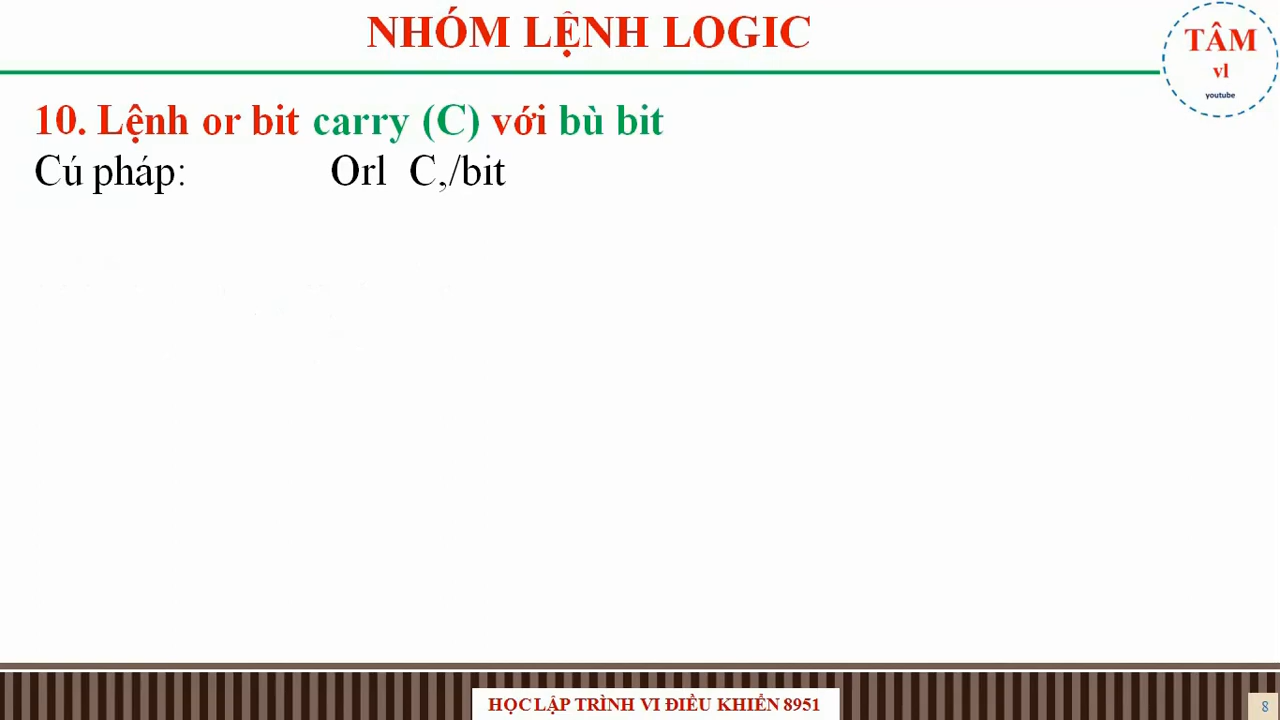 NHÓM LỆNH LOGIC
TÂM
vl
youtube
10. Lệnh or bit carry (C) với bù bit
Cú pháp: Orl C,/bit
HỌC LẬP TRÌNH VI ĐIỀU KHIỂN 8951
8